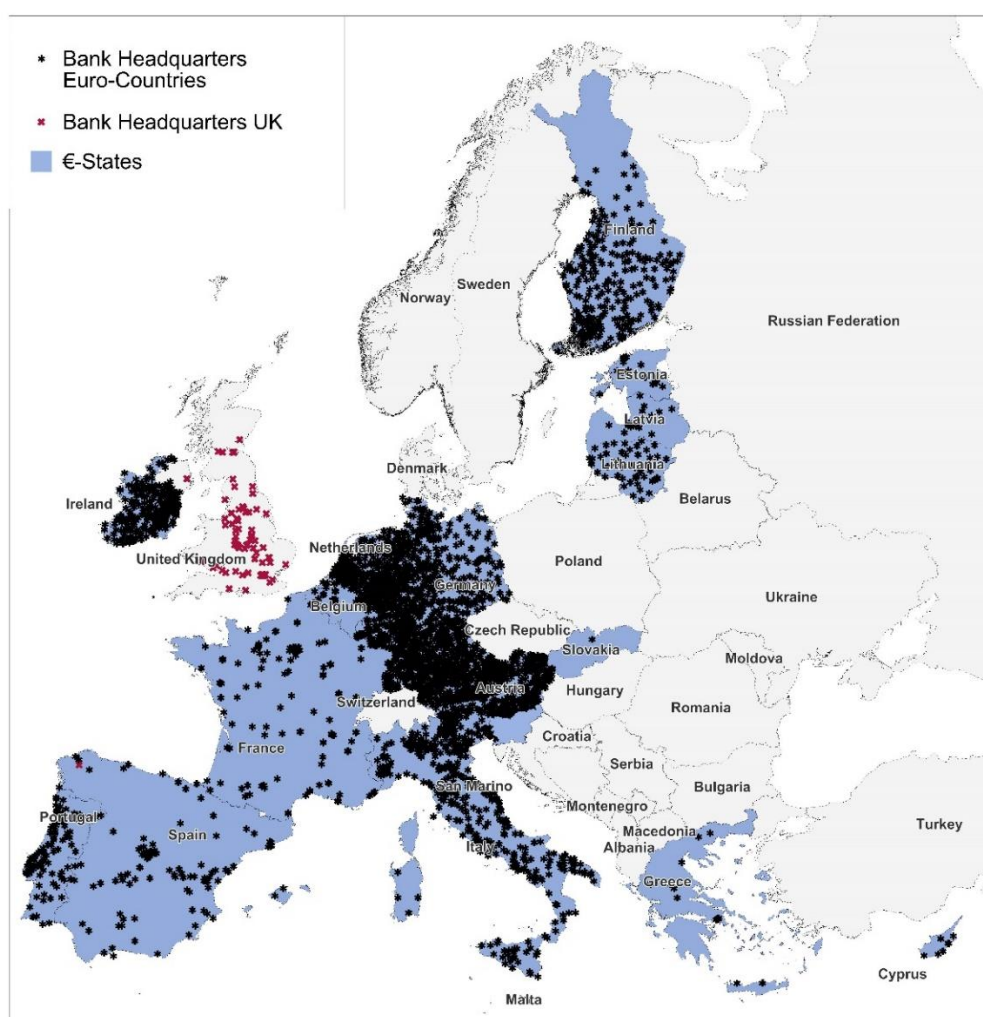 Bank Headquarters
Euro-Countries
Bank Headquarters UK
€-States
Finland
Sweden
Norway
Russian Federation
Estonia
Latvia
Lithuania
Denmark
Belarus
Ireland
United Kingdom
Netherlands
Poland
Germany
Ukraine
Belgium
Czech Republic
Slovakia
Moldova
Austria
Hungary
Switzerland
Romania
Croatia
France
Serbia
San Marino
Bulgaria
Montenegro
Portugal
Spain
Macedonia
Turkey
Italy
Albania
Greece
Cyprus
Malta